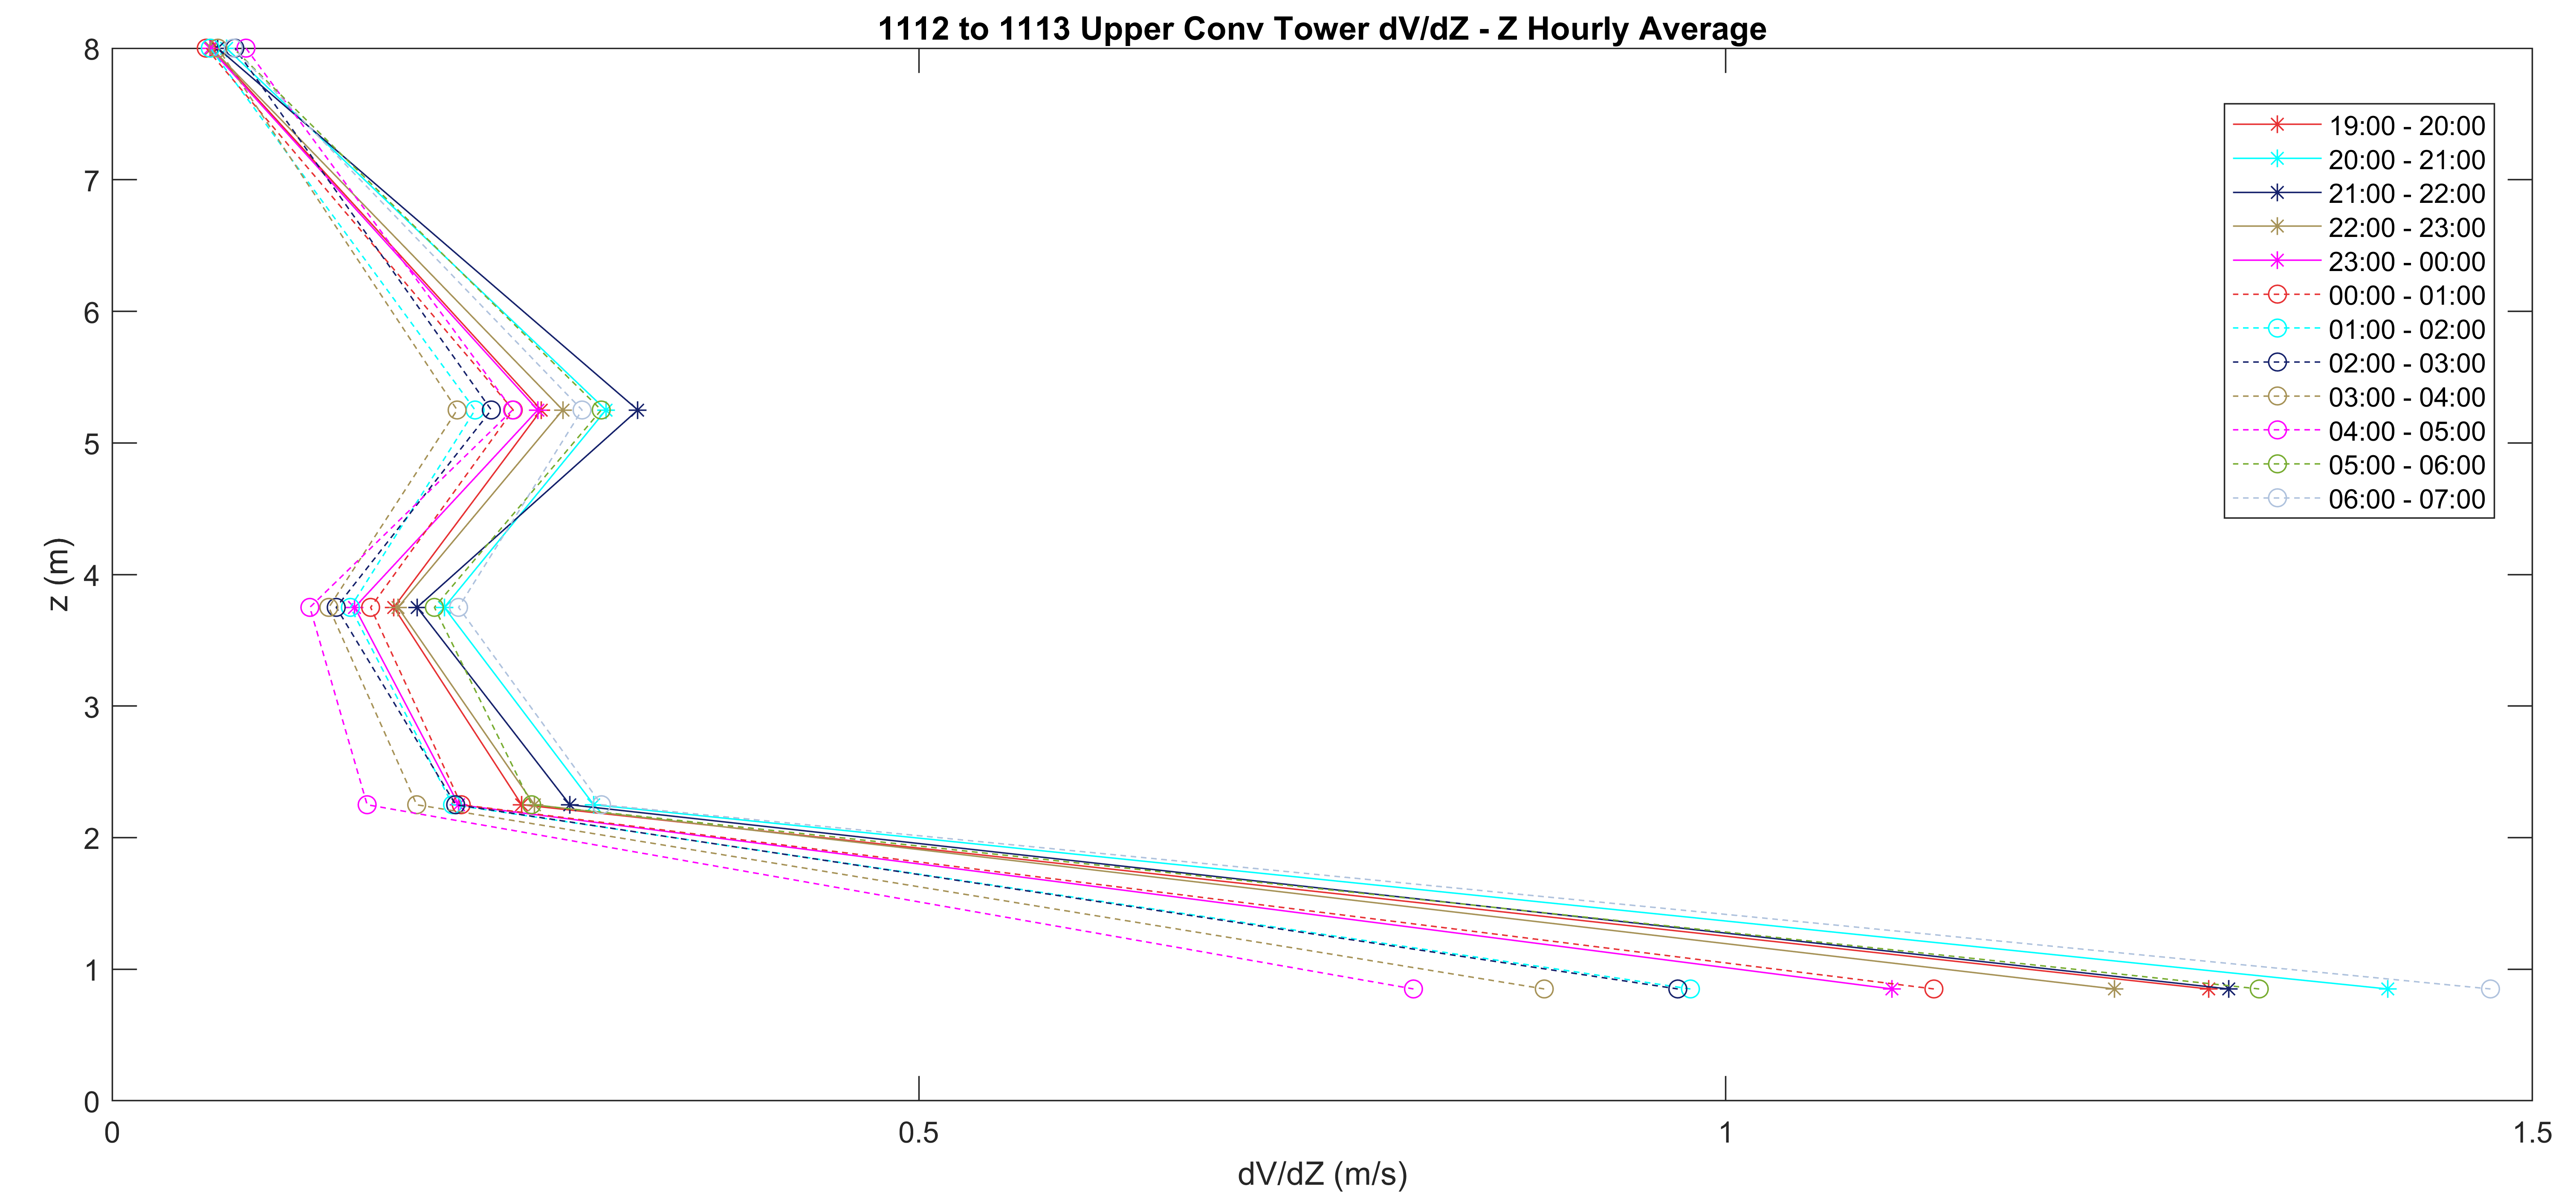 1112 to 1113 Upper Conv Tower dV/dZ - Z Hourly Average
8
7
6
5
4
3
2
1
0
z (m)
19:00 - 20:00
20:00 - 21:00
21:00 - 22:00
22:00 - 23:00
23:00 - 00:00
00:00 - 01:00
01:00 - 02:00
02:00 - 03:00
03:00 - 04:00
04:00 - 05:00
05:00 - 06:00
06:00 - 07:00
0 0.5 1 1.5
dV/dZ (m/s)